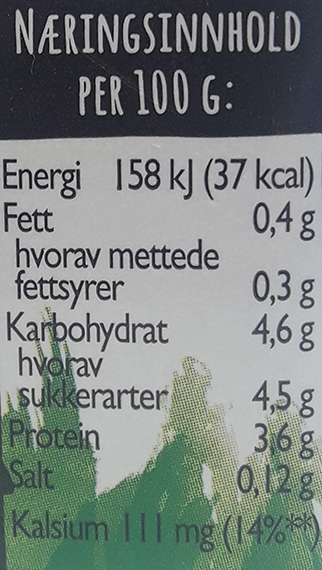 NÆRINGSINNHOLD
PER 100 G:
Energi 158 kJ (37 kcal)
Fett 0,4 g
hvorav mettede
fettsyrer 0,3 g
Karbohydrat 4,6 g
hvorav
sukkerarter 4,5 g
Protein 3,6 g
Salt 0,12 g
Kalsium 111 mg (14%**)